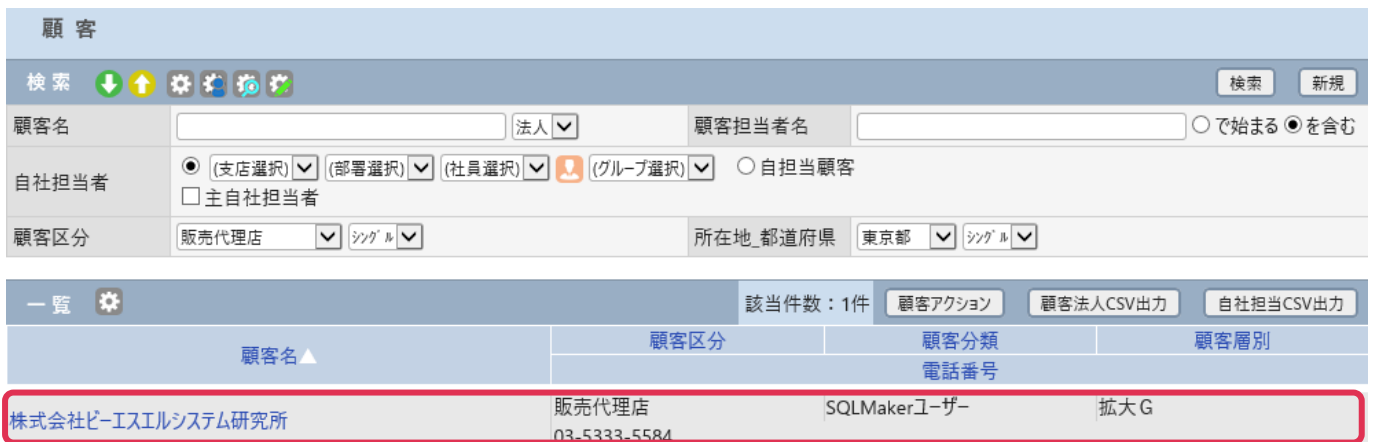 顧 客
検 索 検索 新規
顧客名 法人 顧客担当者名 で始まる を含む
自社担当者 (支店選択) (部署選択) (社員選択) (グループ選択) 自担当顧客
主自社担当者
顧客区分 販売代理店 ｼﾝｸﾞﾙ 所在地_都道府県 東京都 ｼﾝｸﾞﾙ
一 覧 該当件数：1件 顧客アクション 顧客法人CSV出力 自社担当CSV出力
顧客名 顧客区分 顧客分類 顧客層別
電話番号
株式会社ビーエスエルシステム研究所 販売代理店 SQLMakerユーザー 拡大G
03-5333-5584